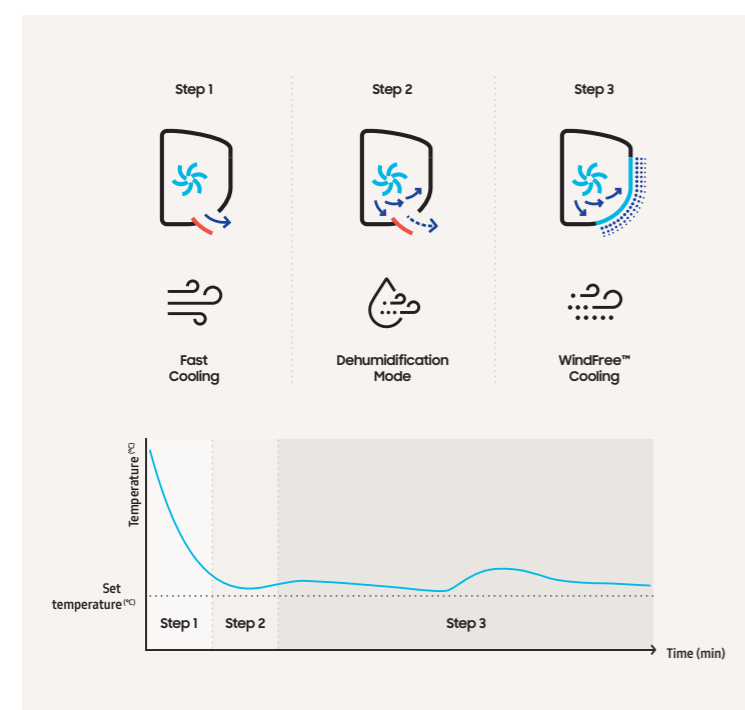 Step 1
Step 2
Step 3
Fast
Cooling
Dehumidification
Mode
WindFree™
Cooling
Temperature (°C)
Set
temperature (°C)
Step 1
Step 2
Step 3
Time (min)